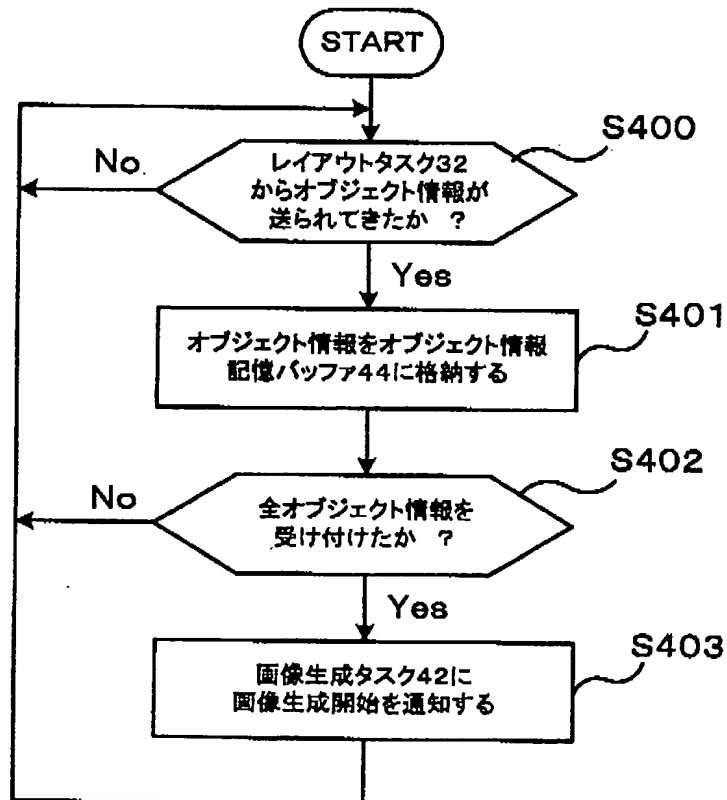 START
S400
No
レイアウトタスク32
からオブジェクト情報が
送られてきたか ?
Yes
S401
オブジェクト情報をオブジェクト情報
記憶バッファ44に格納する
S402
No
全オブジェクト情報を
受け付けたか ?
Yes
S403
画像生成タスク42に
画像生成開始を通知する